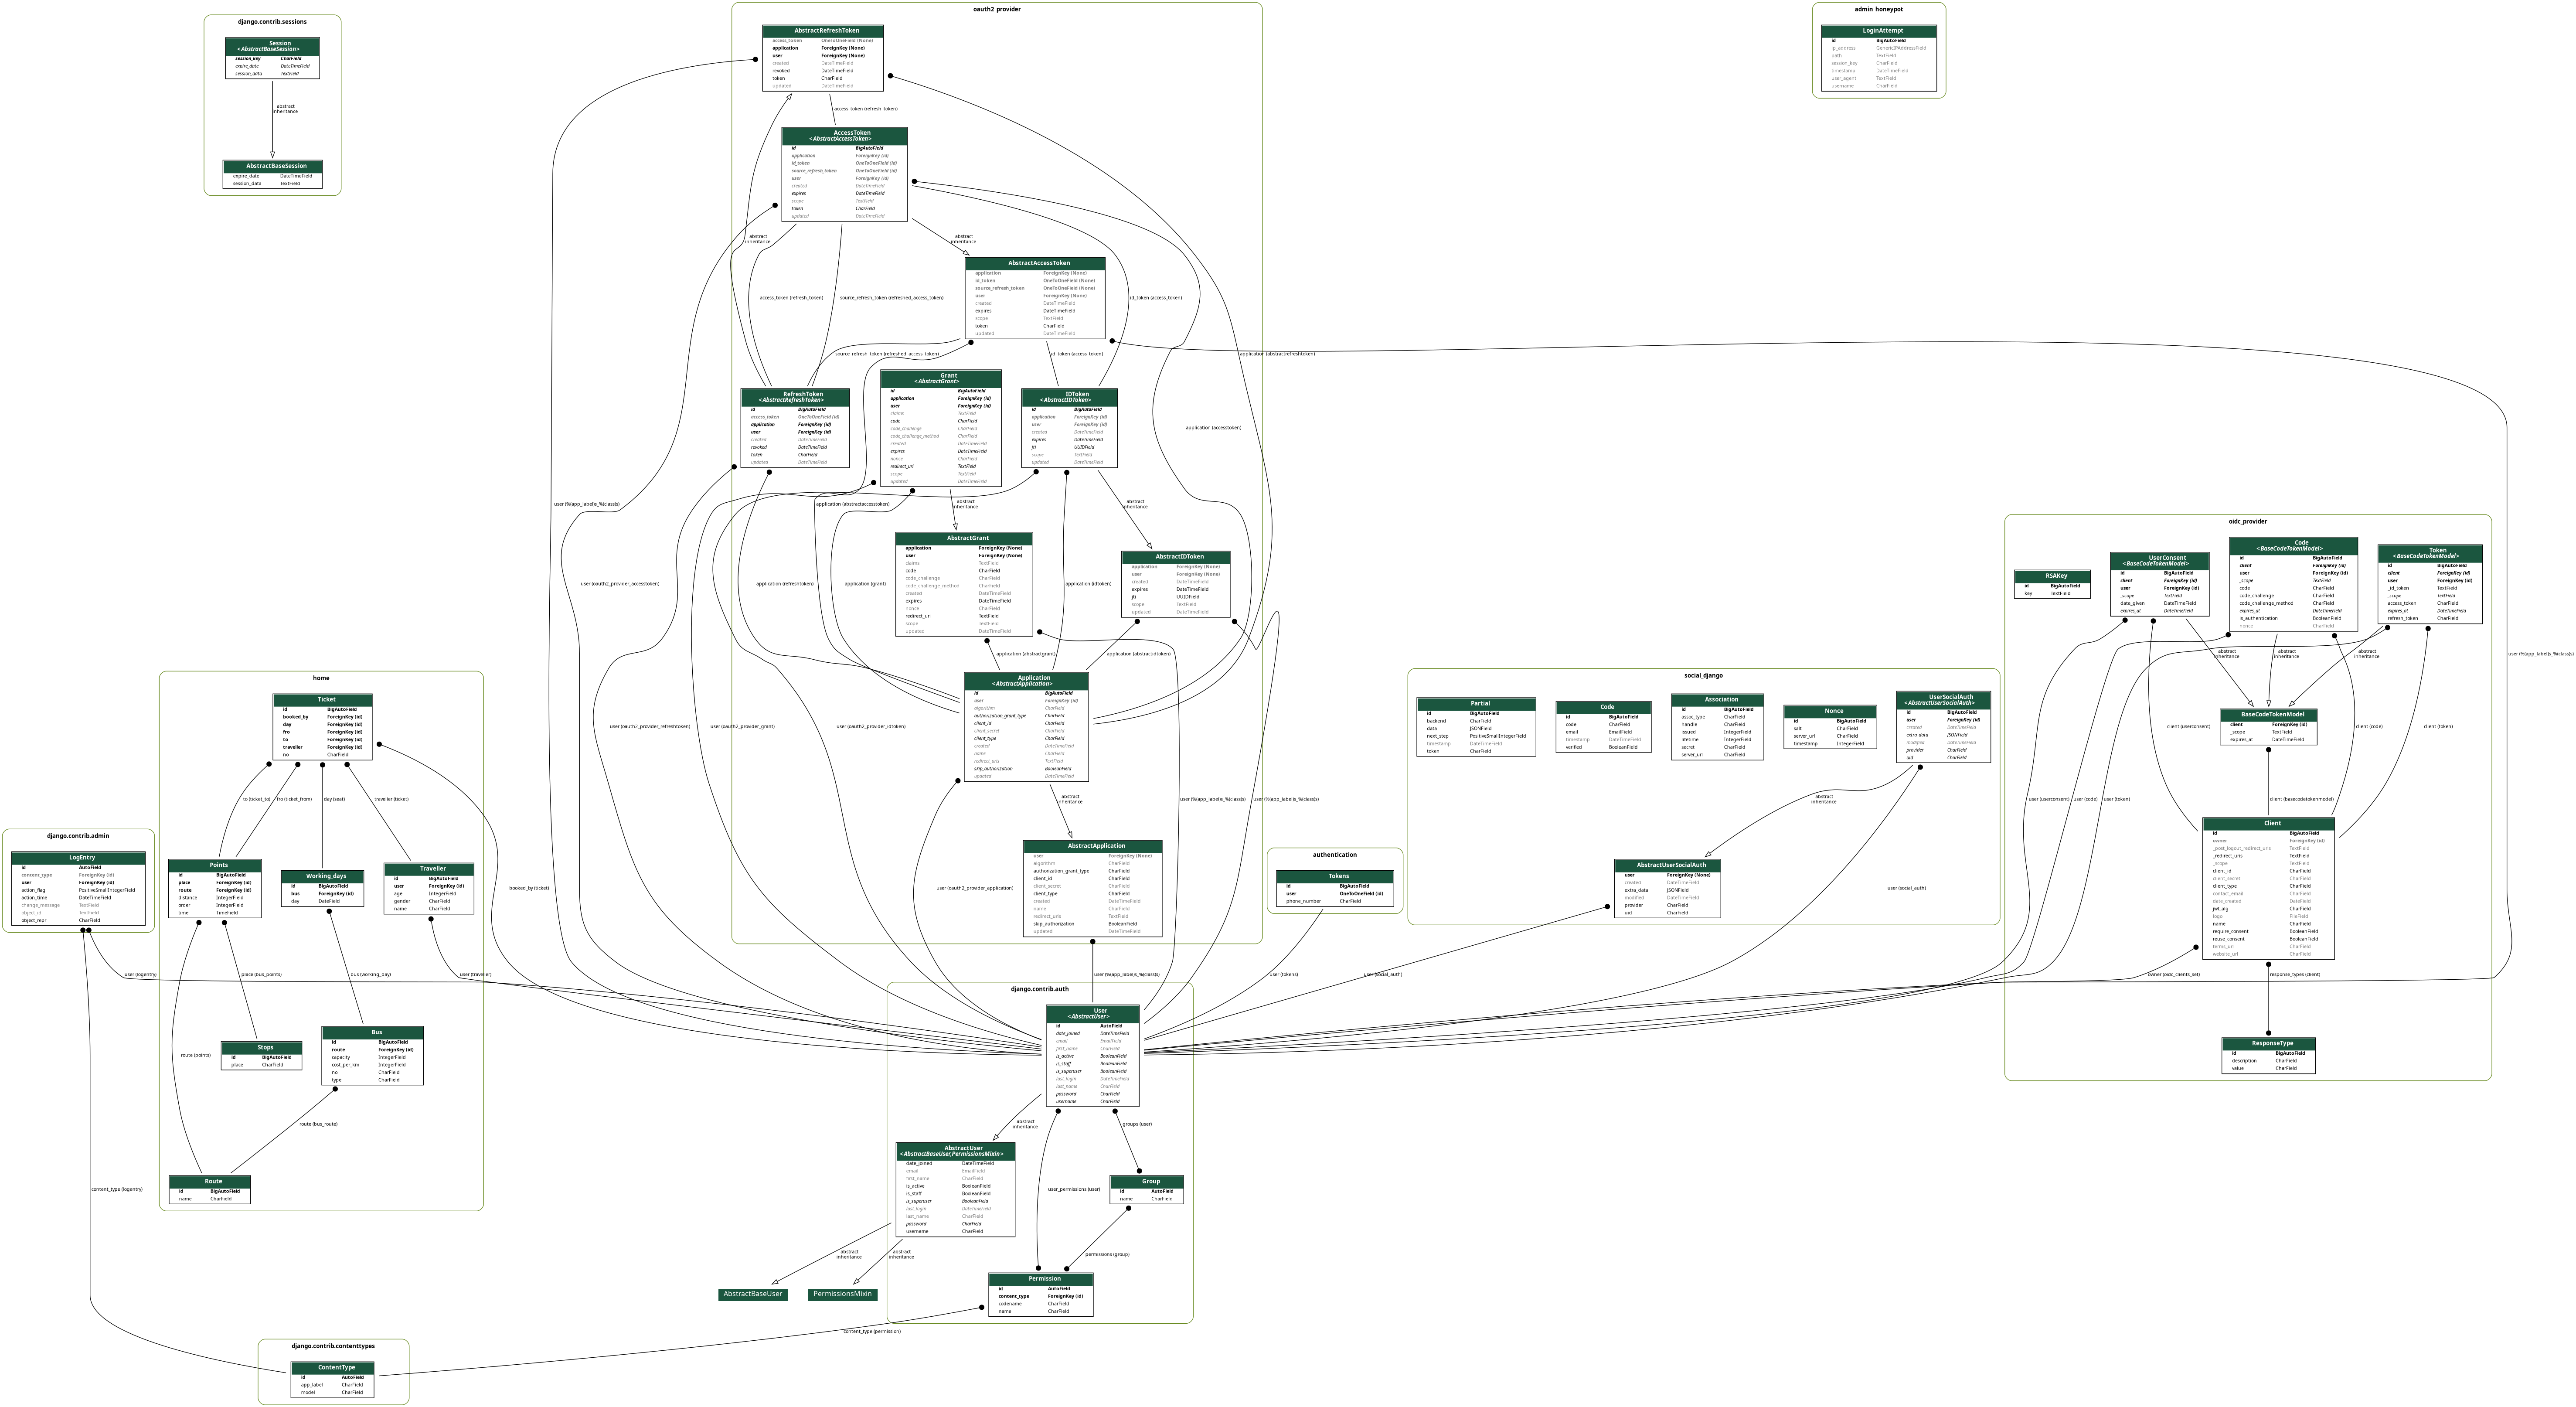 django.contrib.sessions
Session
<AbstractBaseSession>
session_key CharField
expire_date DateTimeField
session_data TextField
abstract
inheritance
AbstractBaseSession
expire_date DateTimeField
session_data TextField
oauth2_provider
AbstractRefreshToken
access_token OneToOneField (None)
application ForeignKey (None)
user ForeignKey (None)
created DateTimeField
revoked DateTimeField
token CharField
updated DateTimeField
access_token (refresh_token)
AccessToken
<AbstractAccessToken>
id BigAutoField
application ForeignKey (id)
id_token OneToOneField (id)
source_refresh_token OneToOneField (id)
user ForeignKey (id)
created DateTimeField
expires DateTimeField
scope TextField
token CharField
updated DateTimeField
abstract
inheritance
abstract
inheritance
AbstractAccessToken
application ForeignKey (None)
id_token OneToOneField (None)
source_refresh_token OneToOneField (None)
user ForeignKey (None)
created DateTimeField
expires DateTimeField
scope TextField
token CharField
updated DateTimeField
access_token (refresh_token)
source_refresh_token (refreshed_access_token)
id_token (access_token)
source_refresh_token (refreshed_access_token)
id_token (access_token)
application (abstractrefreshtoken)
RefreshToken
<AbstractRefreshToken>
id BigAutoField
access_token OneToOneField (id)
application ForeignKey (id)
user ForeignKey (id)
created DateTimeField
revoked DateTimeField
token CharField
updated DateTimeField
Grant
<AbstractGrant>
id BigAutoField
application ForeignKey (id)
user ForeignKey (id)
claims TextField
code CharField
code_challenge CharField
code_challenge_method CharField
created DateTimeField
expires DateTimeField
nonce CharField
redirect_uri TextField
scope TextField
updated DateTimeField
IDToken
<AbstractIDToken>
id BigAutoField
application ForeignKey (id)
user ForeignKey (id)
created DateTimeField
expires DateTimeField
jti UUIDField
scope TextField
updated DateTimeField
application (accesstoken)
user (%(app_label)s_%(class)s)
application (abstractaccesstoken)
abstract
inheritance
abstract
inheritance
AbstractGrant
application ForeignKey (None)
user ForeignKey (None)
claims TextField
code CharField
code_challenge CharField
code_challenge_method CharField
created DateTimeField
expires DateTimeField
nonce CharField
redirect_uri TextField
scope TextField
updated DateTimeField
AbstractIDToken
application ForeignKey (None)
user ForeignKey (None)
created DateTimeField
expires DateTimeField
jti UUIDField
scope TextField
updated DateTimeField
user (oauth2_provider_accesstoken)
application (refreshtoken)
application (grant)
application (idtoken)
application (abstractgrant)
application (abstractidtoken)
Application
<AbstractApplication>
id BigAutoField
user ForeignKey (id)
algorithm CharField
authorization_grant_type CharField
client_id CharField
client_secret CharField
client_type CharField
created DateTimeField
name CharField
redirect_uris TextField
skip_authorization BooleanField
updated DateTimeField
user (oauth2_provider_refreshtoken)
user (oauth2_provider_grant)
user (oauth2_provider_idtoken)
abstract
inheritance
user (%(app_label)s_%(class)s)
user (%(app_label)s_%(class)s)
AbstractApplication
user ForeignKey (None)
algorithm CharField
authorization_grant_type CharField
client_id CharField
client_secret CharField
client_type CharField
created DateTimeField
name CharField
redirect_uris TextField
skip_authorization BooleanField
updated DateTimeField
user (oauth2_provider_application)
user (%(app_label)s_%(class)s)
admin_honeypot
LoginAttempt
id BigAutoField
ip_address GenericIPAddressField
path TextField
session_key CharField
timestamp DateTimeField
user_agent TextField
username CharField
oidc_provider
RSAKey
id BigAutoField
key TextField
UserConsent
<BaseCodeTokenModel>
id BigAutoField
client ForeignKey (id)
user ForeignKey (id)
_scope TextField
date_given DateTimeField
expires_at DateTimeField
Code
<BaseCodeTokenModel>
id BigAutoField
client ForeignKey (id)
user ForeignKey (id)
_scope TextField
code CharField
code_challenge CharField
code_challenge_method CharField
expires_at DateTimeField
is_authentication BooleanField
nonce CharField
Token
<BaseCodeTokenModel>
id BigAutoField
client ForeignKey (id)
user ForeignKey (id)
_id_token TextField
_scope TextField
access_token CharField
expires_at DateTimeField
refresh_token CharField
abstract
inheritance
abstract
inheritance
abstract
inheritance
user (%(app_label)s_%(class)s)
BaseCodeTokenModel
client ForeignKey (id)
_scope TextField
expires_at DateTimeField
client (userconsent)
client (code)
client (token)
user (userconsent)
user (code)
user (token)
client (basecodetokenmodel)
Client
id BigAutoField
owner ForeignKey (id)
_post_logout_redirect_uris TextField
_redirect_uris TextField
_scope TextField
client_id CharField
client_secret CharField
client_type CharField
contact_email CharField
date_created DateField
jwt_alg CharField
logo FileField
name CharField
require_consent BooleanField
reuse_consent BooleanField
terms_url CharField
website_url CharField
owner (oidc_clients_set)
response_types (client)
ResponseType
id BigAutoField
description CharField
value CharField
social_django
Partial
id BigAutoField
backend CharField
data JSONField
next_step PositiveSmallIntegerField
timestamp DateTimeField
token CharField
Code
id BigAutoField
code CharField
email EmailField
timestamp DateTimeField
verified BooleanField
Association
id BigAutoField
assoc_type CharField
handle CharField
issued IntegerField
lifetime IntegerField
secret CharField
server_url CharField
Nonce
id BigAutoField
salt CharField
server_url CharField
timestamp IntegerField
UserSocialAuth
<AbstractUserSocialAuth>
id BigAutoField
user ForeignKey (id)
created DateTimeField
extra_data JSONField
modified DateTimeField
provider CharField
uid CharField
abstract
inheritance
AbstractUserSocialAuth
user ForeignKey (None)
created DateTimeField
extra_data JSONField
modified DateTimeField
provider CharField
uid CharField
user (social_auth)
user (social_auth)
authentication
Tokens
id BigAutoField
user OneToOneField (id)
phone_number CharField
user (tokens)
home
Ticket
id BigAutoField
booked_by ForeignKey (id)
day ForeignKey (id)
fro ForeignKey (id)
to ForeignKey (id)
traveller ForeignKey (id)
no CharField
to (ticket_to)
fro (ticket_from)
day (seat)
traveller (ticket)
booked_by (ticket)
Points
id BigAutoField
place ForeignKey (id)
route ForeignKey (id)
distance IntegerField
order IntegerField
time TimeField
Working_days
id BigAutoField
bus ForeignKey (id)
day DateField
Traveller
id BigAutoField
user ForeignKey (id)
age IntegerField
gender CharField
name CharField
place (bus_points)
bus (working_day)
user (traveller)
route (points)
Stops
id BigAutoField
place CharField
Bus
id BigAutoField
route ForeignKey (id)
capacity IntegerField
cost_per_km IntegerField
no CharField
type CharField
route (bus_route)
Route
id BigAutoField
name CharField
django.contrib.admin
LogEntry
id AutoField
content_type ForeignKey (id)
user ForeignKey (id)
action_flag PositiveSmallIntegerField
action_time DateTimeField
change_message TextField
object_id TextField
object_repr CharField
user (logentry)
content_type (logentry)
django.contrib.auth
User
<AbstractUser>
id AutoField
date_joined DateTimeField
email EmailField
first_name CharField
is_active BooleanField
is_staff BooleanField
is_superuser BooleanField
last_login DateTimeField
last_name CharField
password CharField
username CharField
abstract
inheritance
groups (user)
AbstractUser
<AbstractBaseUser,PermissionsMixin>
date_joined DateTimeField
email EmailField
first_name CharField
is_active BooleanField
is_staff BooleanField
is_superuser BooleanField
last_login DateTimeField
last_name CharField
password CharField
username CharField
user_permissions (user)
Group
id AutoField
name CharField
abstract
inheritance
abstract
inheritance
permissions (group)
AbstractBaseUser
PermissionsMixin
Permission
id AutoField
content_type ForeignKey (id)
codename CharField
name CharField
content_type (permission)
django.contrib.contenttypes
ContentType
id AutoField
app_label CharField
model CharField